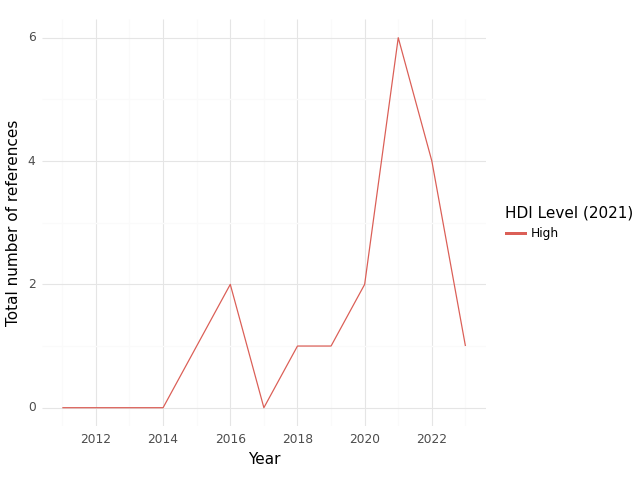 6
4
2
0
Total number of references
2012 2014 2016 2018 2020 2022
Year
HDI Level (2021)
High